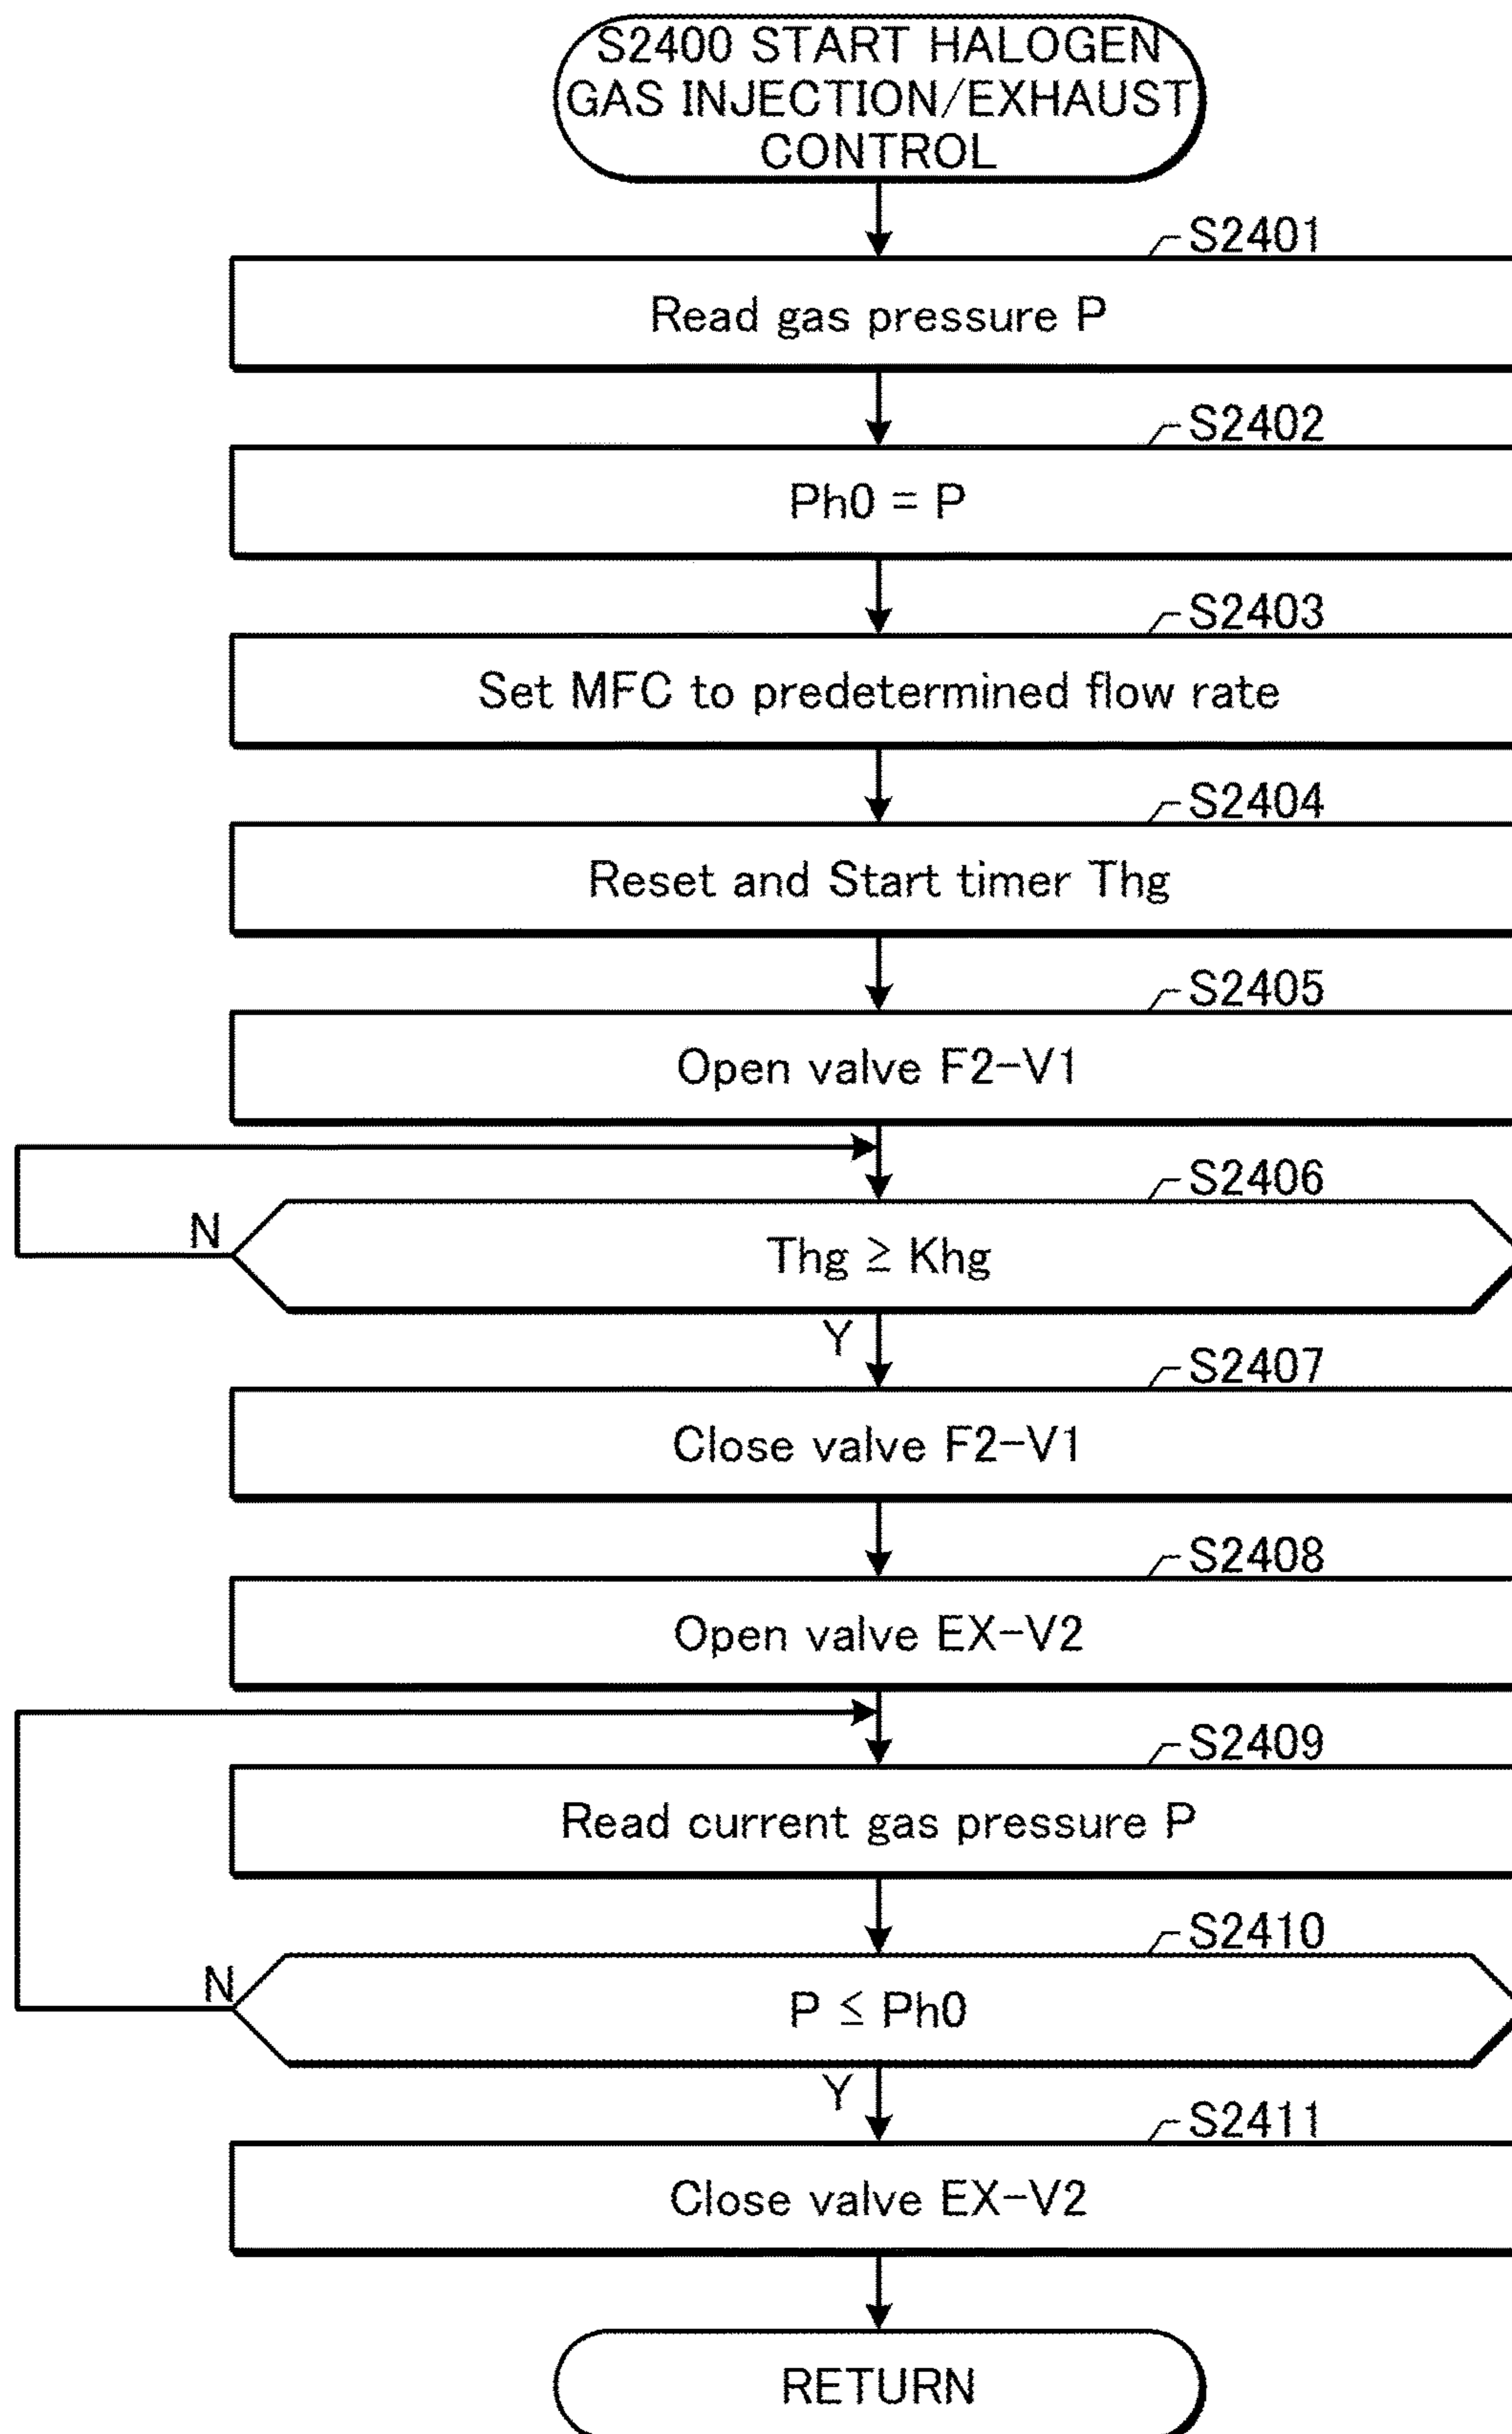 S2400 START HALOGEN
GAS INJECTION/EXHAUST
CONTROL
S2401
Read gas pressure P
S2402
Ph0 = P
S2403
Set MFC to predetermined flow rate
S2404
Reset and Start timer Thg
S2405
Open valve F2-V1
S2406
N
Thg ≥ Khg
Y
S2407
Close valve F2-V1
S2408
Open valve EX-V2
S2409
Read current gas pressure P
S2410
N
P ≤ Ph0
Y
S2411
Close valve EX-V2
RETURN